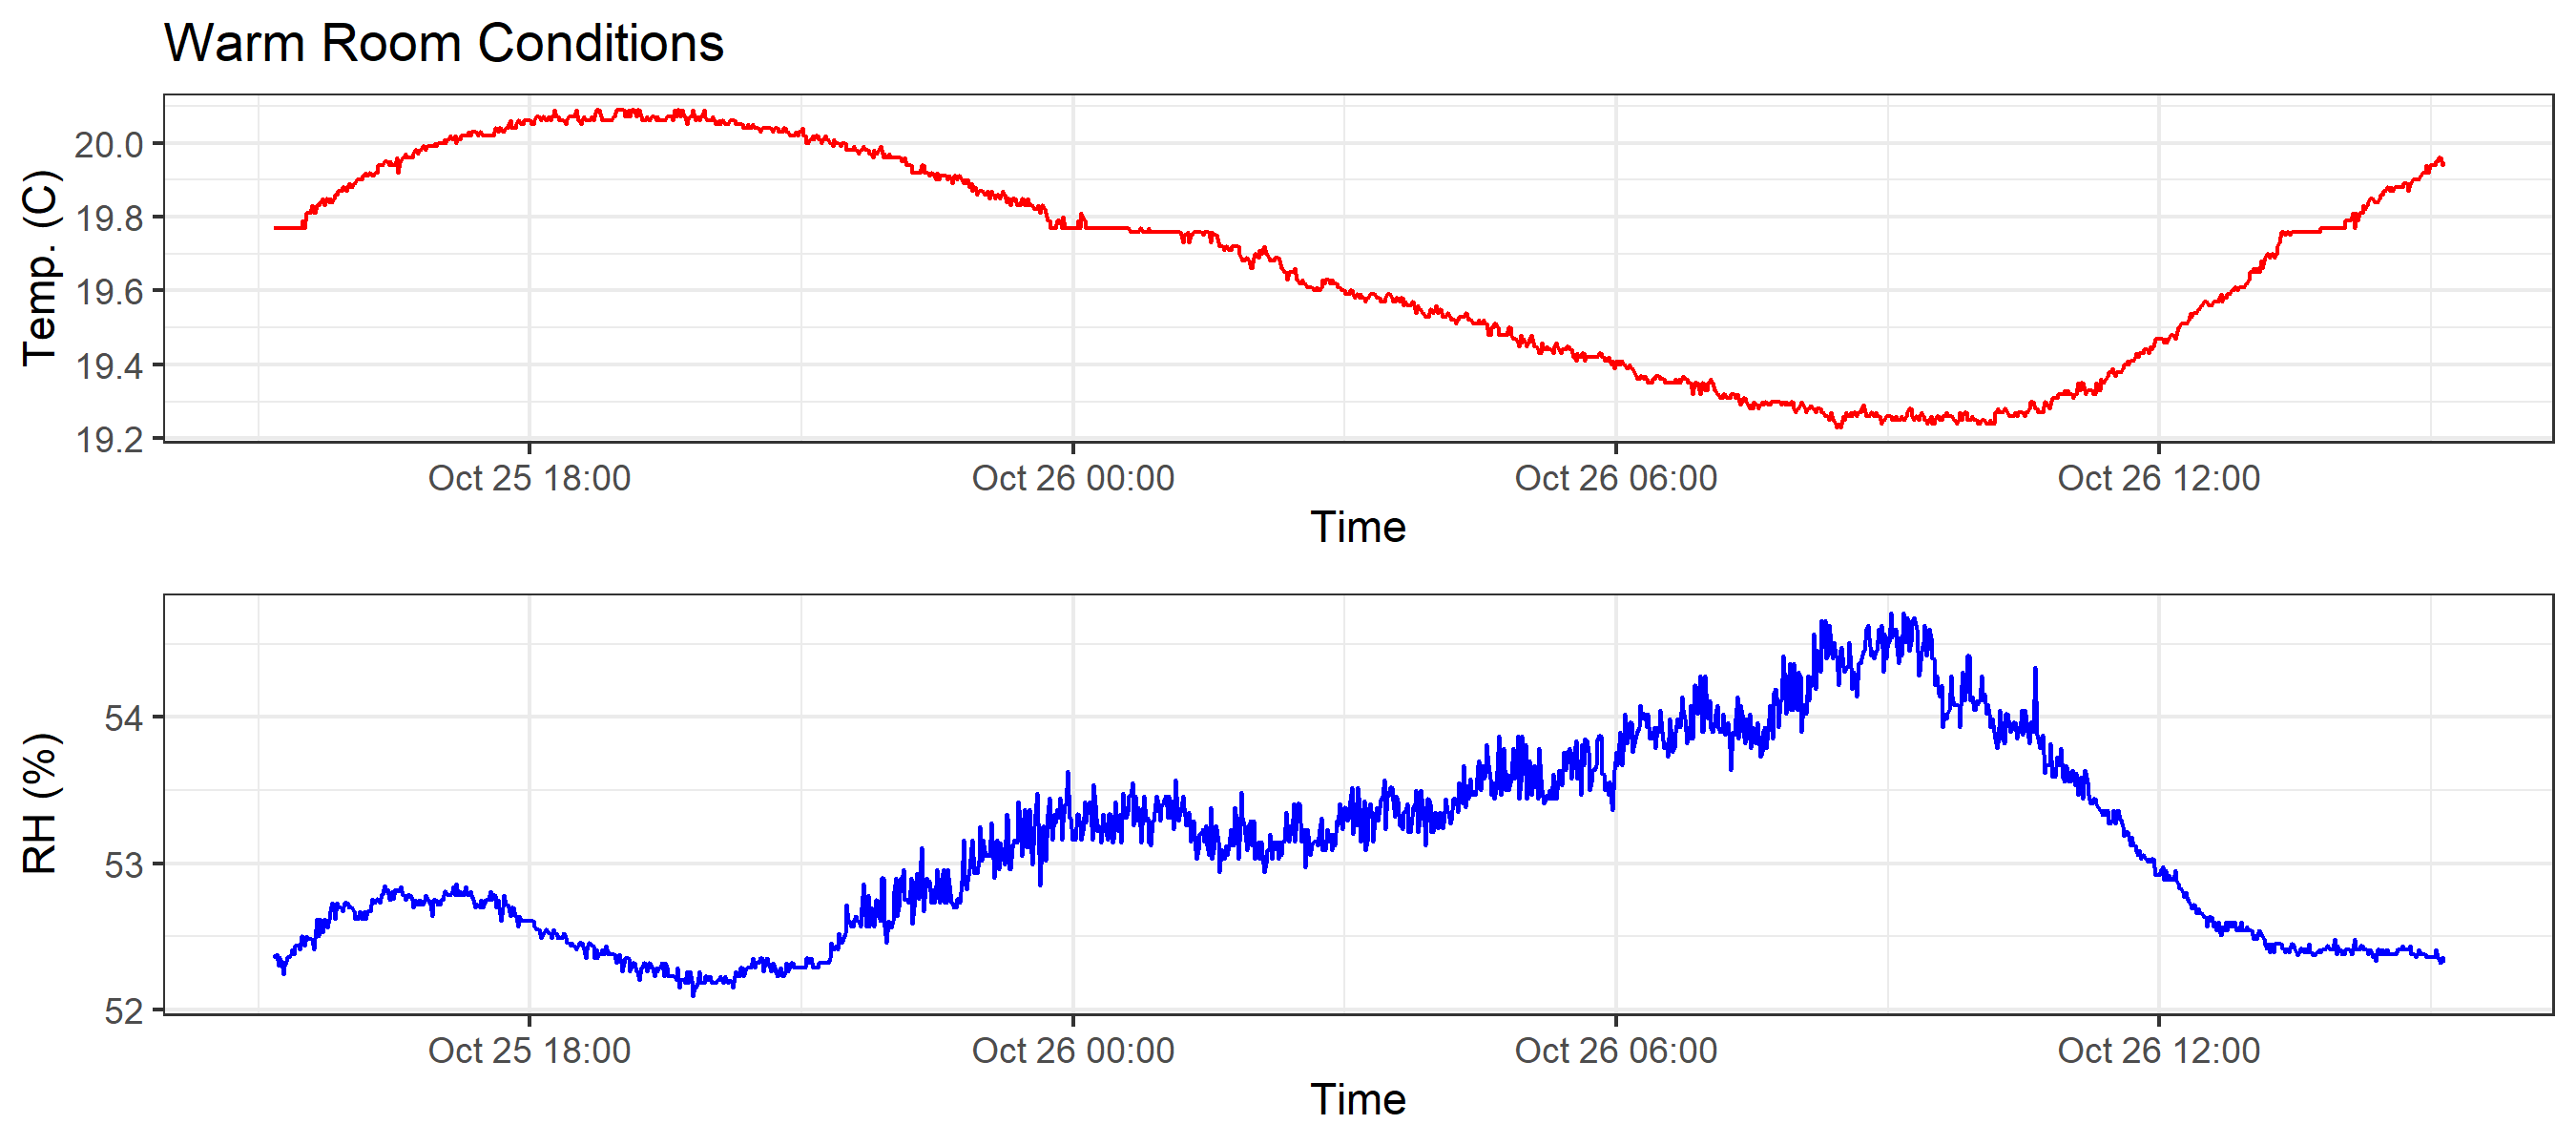 Warm Room Conditions
Temp. (C)
20.0
19.8
19.6
19.4
19.2
Oct 25 18:00 Oct 26 00:00 Oct 26 06:00 Oct 26 12:00
Time
RH (%)
54
53
52
Oct 25 18:00 Oct 26 00:00 Oct 26 06:00 Oct 26 12:00
Time